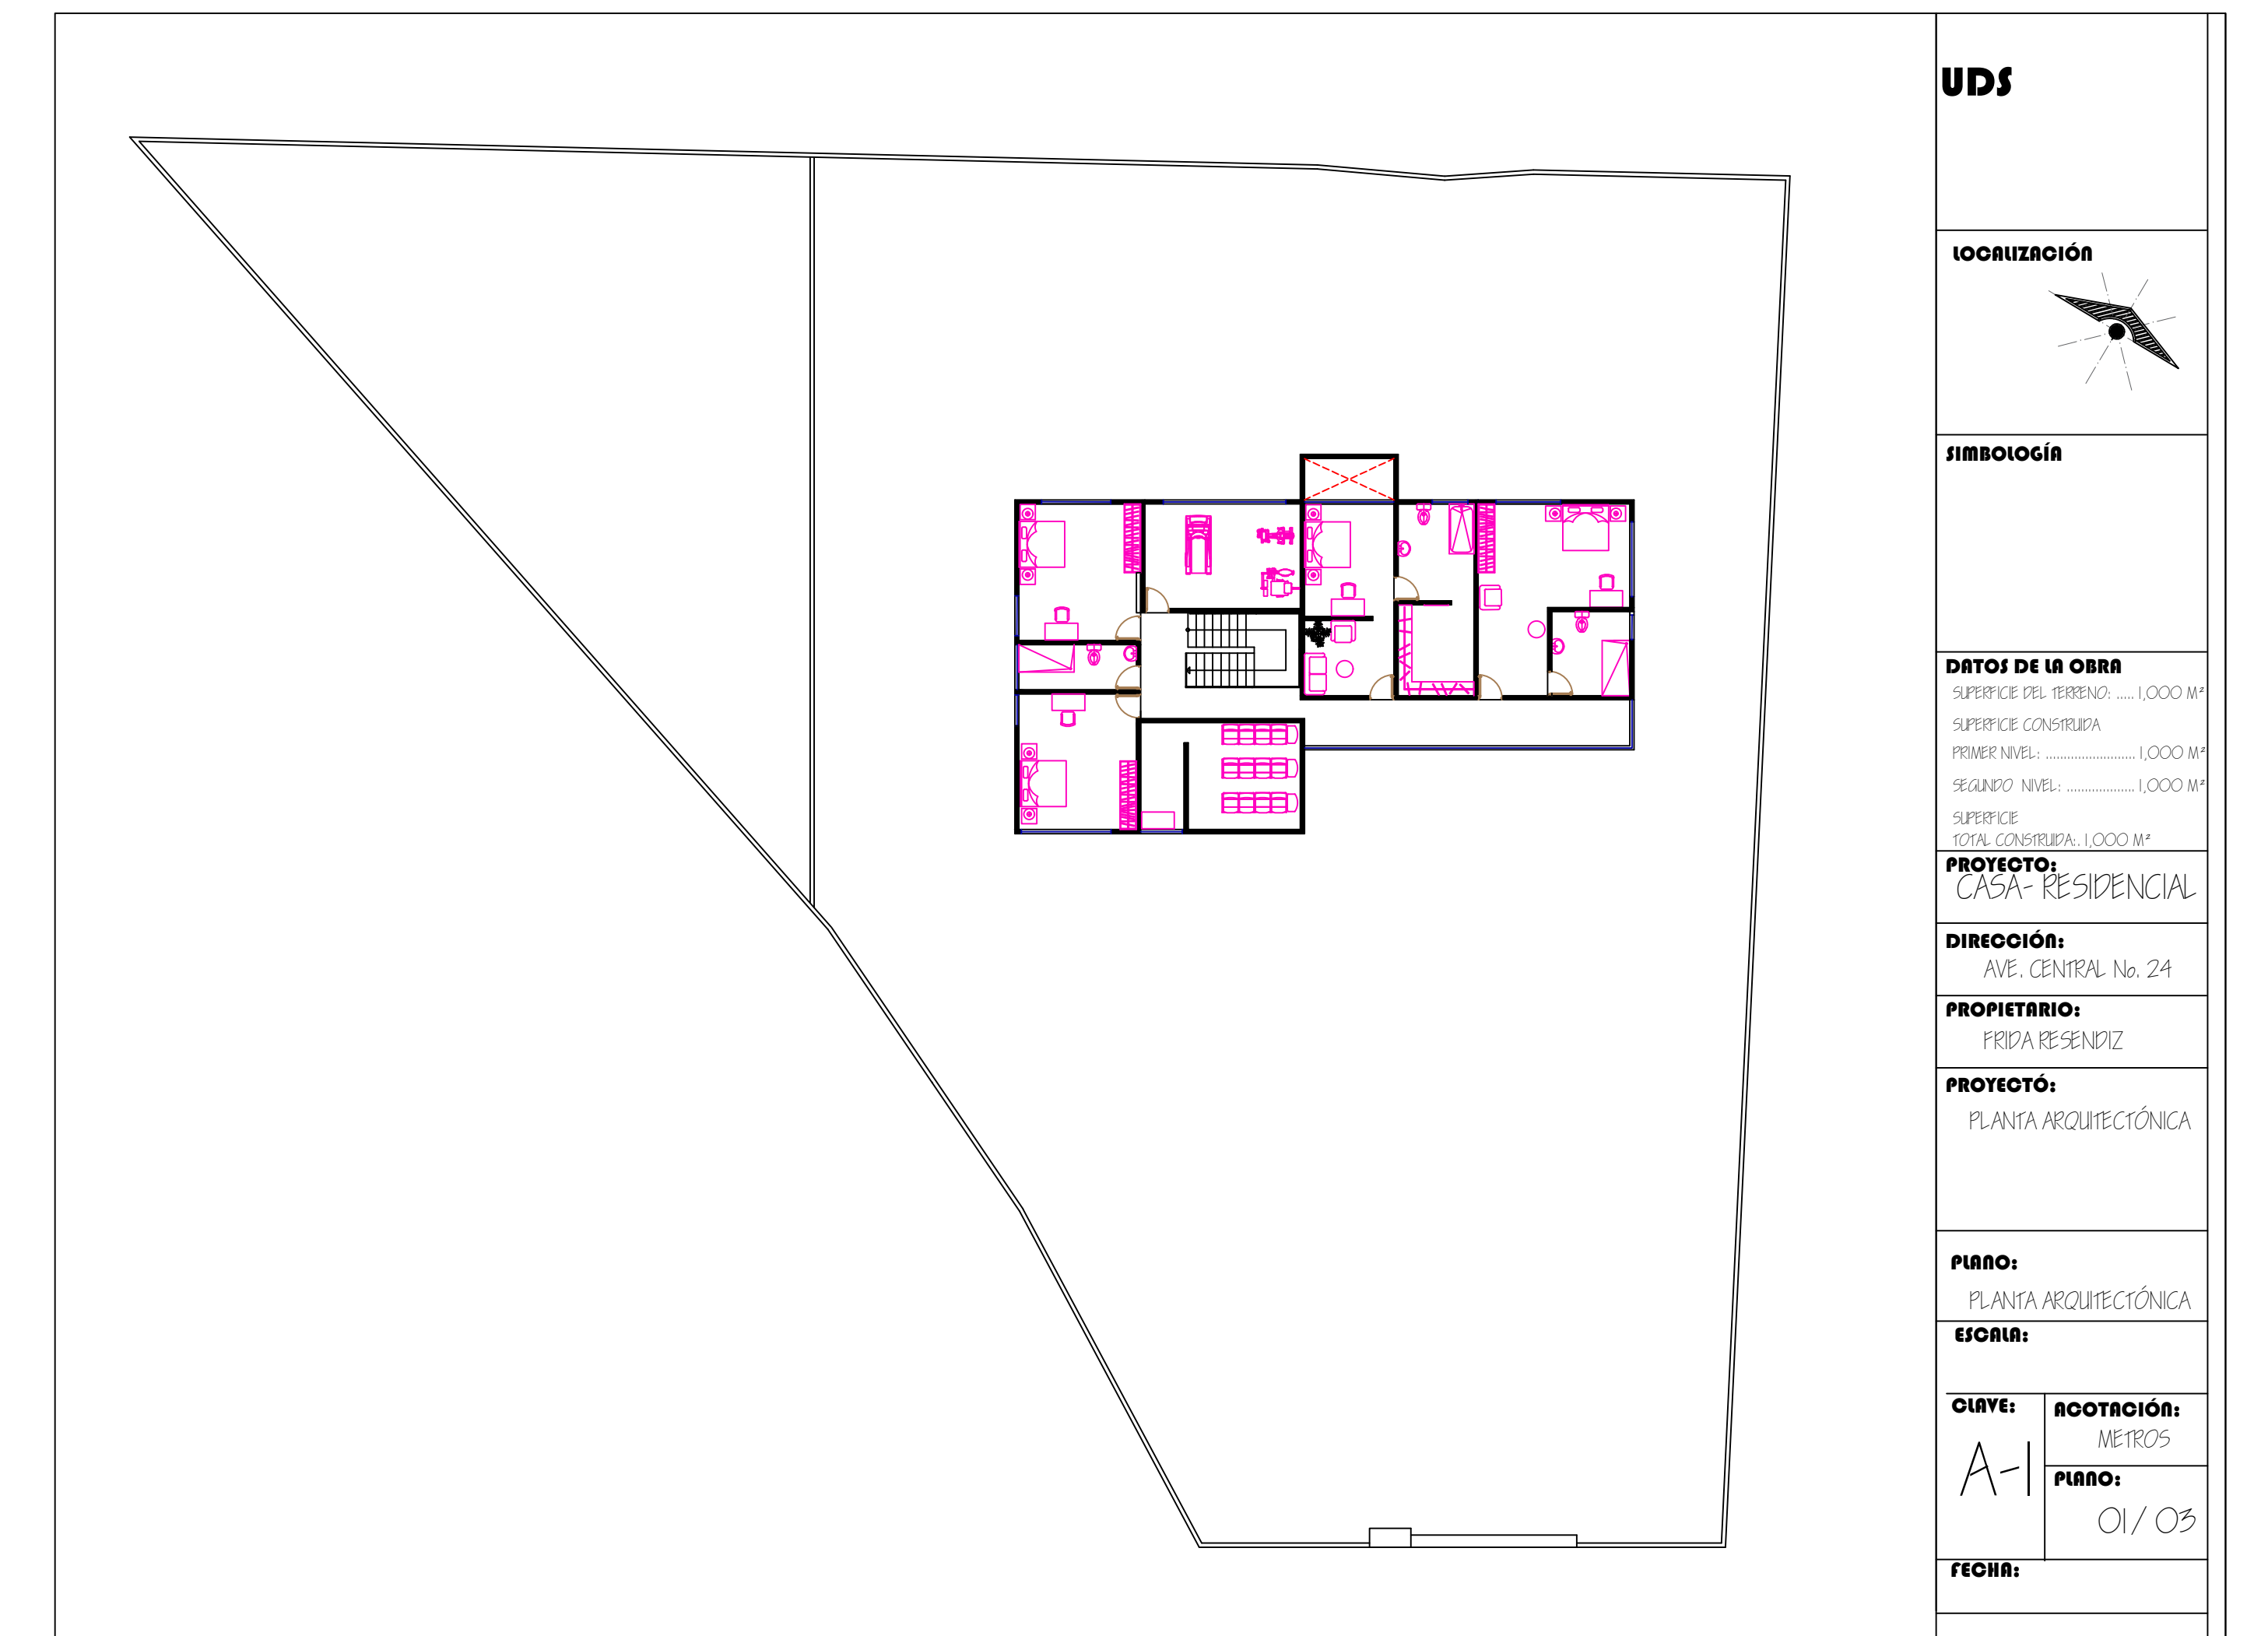 UDS
LOCALIZACIÓN
SIMBOLOGÍA
DATOS DE LA OBRA
SUPERFICIE DEL TERRENO: ..... 1,000 M²
SUPERFICIE CONSTRUIDA
PRIMER NIVEL: ......................... 1,000 M²
SEGUNDO NIVEL: ................... 1,000 M²
SUPERFICIE
TOTAL CONSTRUIDA:. 1,000 M²
PROYECTO:
CASA- RESIDENCIAL
DIRECCIÓN:
AVE. CENTRAL No. 24
PROPIETARIO:
FRIDA RESENDIZ
PROYECTÓ:
PLANTA ARQUITECTÓNICA
PLANO:
PLANTA ARQUITECTÓNICA
ESCALA:
CLAVE:
A-1
ACOTACIÓN:
METROS
PLANO:
01/ 03
FECHA: